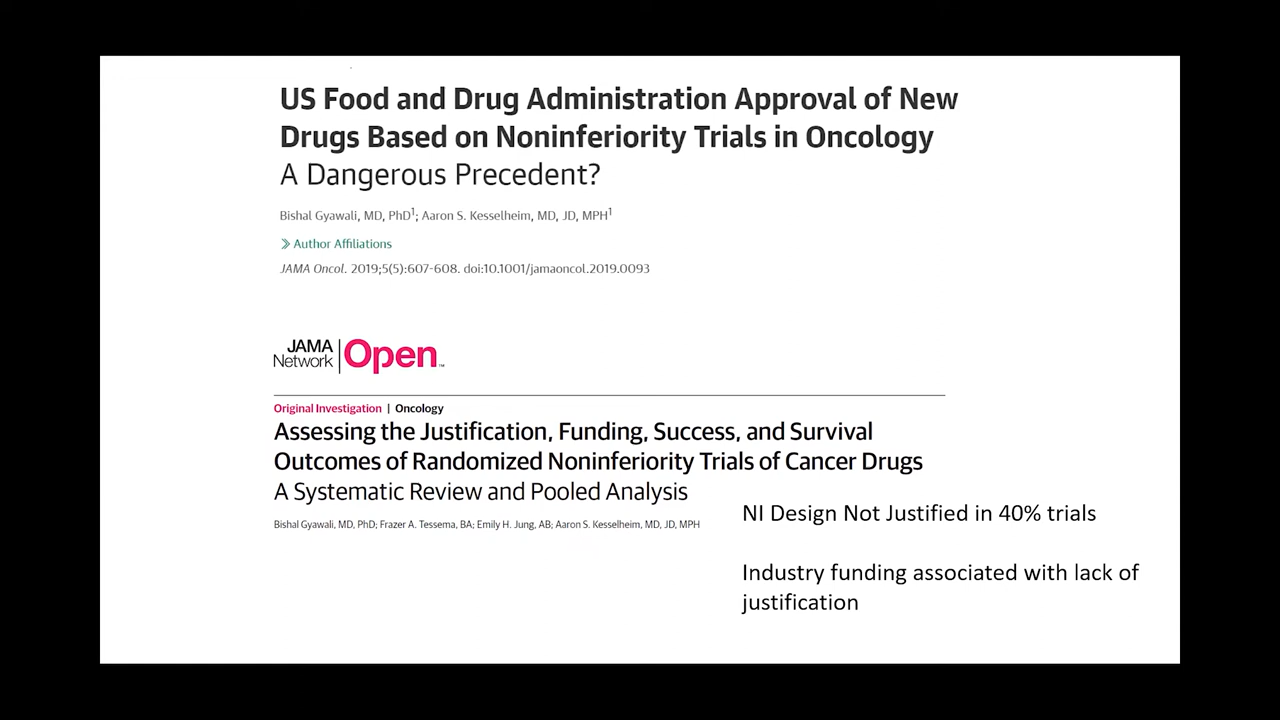 US Food and Drug Administration Approval of New
Drugs Based on Noninferiority Trials in Oncology
A Dangerous Precedent?
Bishal Gyawali, MD, PhD1; Aaron S. Kesselheim, MD, JD, MPH1
Author Affiliations
JAMA Oncol. 2019;5(5):607-608. doi:10.1001/jamaoncol.2019.0093
JAMA Network Open™
Original Investigation | Oncology
Assessing the Justification, Funding, Success, and Survival
Outcomes of Randomized Noninferiority Trials of Cancer Drugs
A Systematic Review and Pooled Analysis
Bishal Gyawali, MD, PhD; Frazer A. Tessema, BA; Emily H. Jung, AB; Aaron S. Kesselheim, MD, JD, MPH
NI Design Not Justified in 40% trials
Industry funding associated with lack of
justification